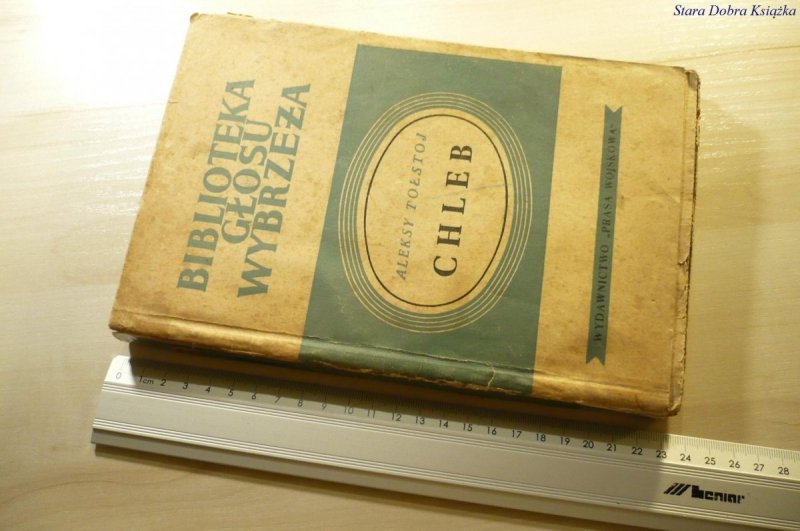 Stara Dobra Książka
BIBLIOTEKA
GŁOSU
WYBRZEŻA
ALEKSY TOŁSTOJ
CHLEB
WYDAWNICTWO „PRASA WOJSKOWA"
0 1cm 2 3 4 5 6 7 8 9 10 11 12 13 14 15 16 17 18 19 20 21 22 23 24 25 26 27 28
leniar